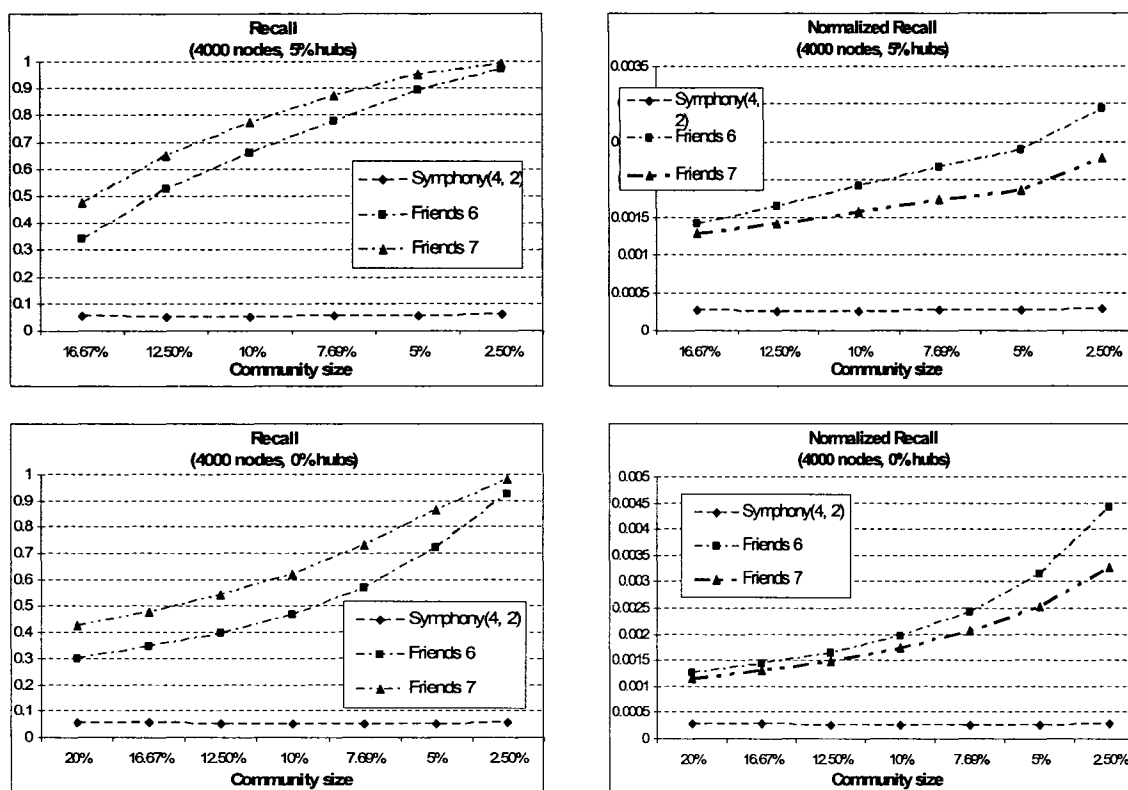 Recall
(4000 nodes, 5% hubs)
1
0.9
0.8
0.7
0.6
0.5
0.4
0.3
0.2
0.1
0
Symphony(4, 2)
Friends 6
Friends 7
16.67% 12.50% 10% 7.69% 5% 2.50%
Community size
Normalized Recall
(4000 nodes, 5% hubs)
0.0035
0.0015
0.0005
0
Symphony(4,
2)
Friends 6
Friends 7
16.67% 12.50% 10% 7.69% 5% 2.50%
Community size
Recall
(4000 nodes, 0% hubs)
1
0.9
0.8
0.7
0.6
0.5
0.4
0.3
0.2
0.1
0
Symphony(4, 2)
Friends 6
Friends 7
20% 16.67% 12.50% 10% 7.69% 5% 2.50%
Community size
Normalized Recall
(4000 nodes, 0% hubs)
0.005
0.0045
0.004
0.0035
0.003
0.0025
0.002
0.0015
0.001
0.0005
0
Symphony(4, 2)
Friends 6
Friends 7
20% 16.67% 12.50% 10% 7.69% 5% 2.50%
Community size